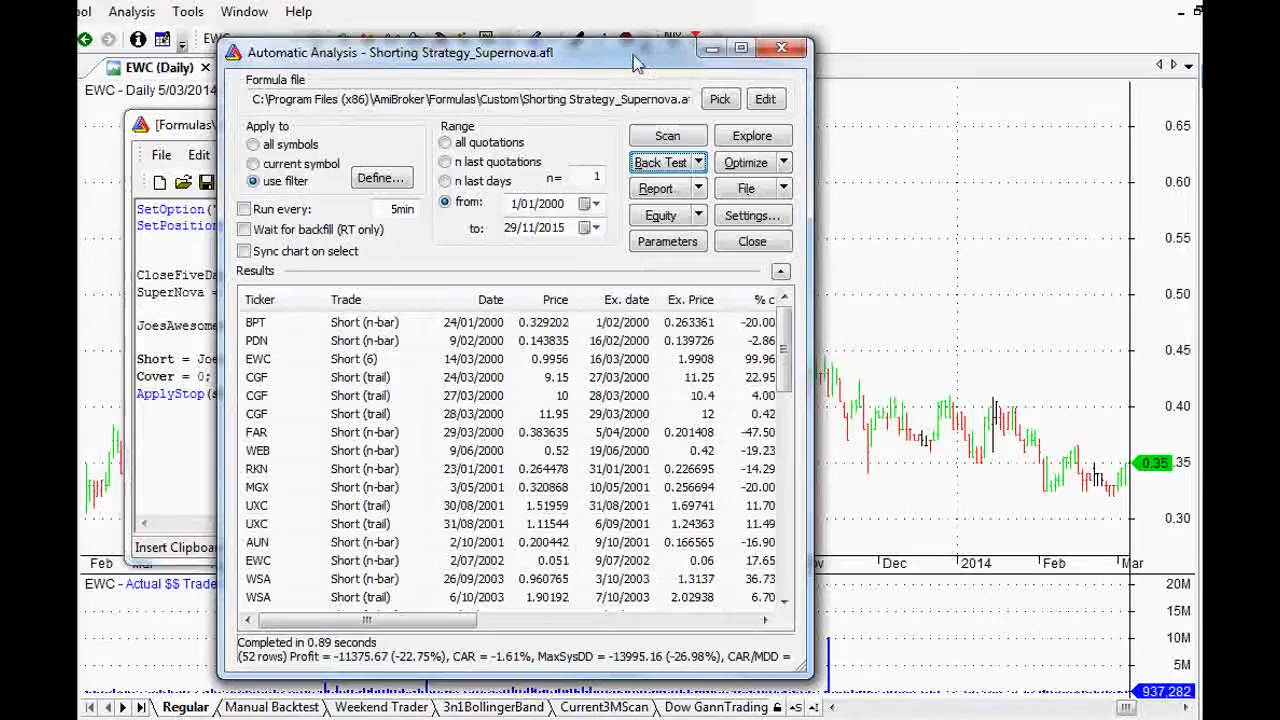 ol Analysis Tools Window Help
EWC BUY
Automatic Analysis - Shorting Strategy_Supernova.afl
EWC (Daily)
EWC - Daily 5/03/2014
Formula file
C:\Program Files (x86)\AmiBroker\Formulas\Custom\Shorting Strategy_Supernova.a
Pick Edit
[Formulas\
File Edit
Apply to
all symbols
current symbol
use filter
Define...
Range
all quotations
n last quotations
n last days
n= 1
from: 1/01/2000
to: 29/11/2015
Scan Explore
Back Test Optimize
Report File
Equity Settings...
Parameters Close
Run every: 5min
Wait for backfill (RT only)
Sync chart on select
SetOption("
SetPosition
CloseFiveDa
SuperNova =
JoesAwesome
Short = Joe
Cover = 0;
ApplyStop(s
Insert Clipboa
Results
Ticker Trade Date Price Ex. date Ex. Price % c
BPT Short (n-bar) 24/01/2000 0.329202 1/02/2000 0.263361 -20.00
PDN Short (n-bar) 9/02/2000 0.143835 16/02/2000 0.139726 -2.86
EWC Short (6) 14/03/2000 0.9956 16/03/2000 1.9908 99.96
CGF Short (trail) 24/03/2000 9.15 27/03/2000 11.25 22.95
CGF Short (trail) 27/03/2000 10 28/03/2000 10.4 4.00
CGF Short (trail) 28/03/2000 11.95 29/03/2000 12 0.42
FAR Short (n-bar) 29/03/2000 0.383635 5/04/2000 0.201408 -47.50
WEB Short (n-bar) 9/06/2000 0.52 19/06/2000 0.42 -19.23
RKN Short (n-bar) 23/01/2001 0.264478 31/01/2001 0.226695 -14.29
MGX Short (n-bar) 3/05/2001 0.320868 10/05/2001 0.256694 -20.00
UXC Short (trail) 30/08/2001 1.51959 31/08/2001 1.69741 11.70
UXC Short (trail) 31/08/2001 1.11544 6/09/2001 1.24363 11.49
AUN Short (n-bar) 2/10/2001 0.200442 9/10/2001 0.166565 -16.90
EWC Short (n-bar) 2/07/2002 0.051 9/07/2002 0.06 17.65
WSA Short (n-bar) 26/09/2003 0.960765 3/10/2003 1.3137 36.73
WSA Short (trail) 6/10/2003 1.90192 7/10/2003 2.02938 6.70
Completed in 0.89 seconds
(52 rows) Profit = -11375.67 (-22.75%), CAR = -1.61%, MaxSysDD = -13995.16 (-26.98%), CAR/MDD =
0.65
0.60
0.55
0.50
0.45
0.40
0.35
0.30
Feb ov Dec 2014 Feb Mar
EWC - Actual $$ Trade
20M
15M
10M
5M
937,282
Regular Manual Backtest Weekend Trader 3n1BollingerBand Current3MScan Dow GannTrading